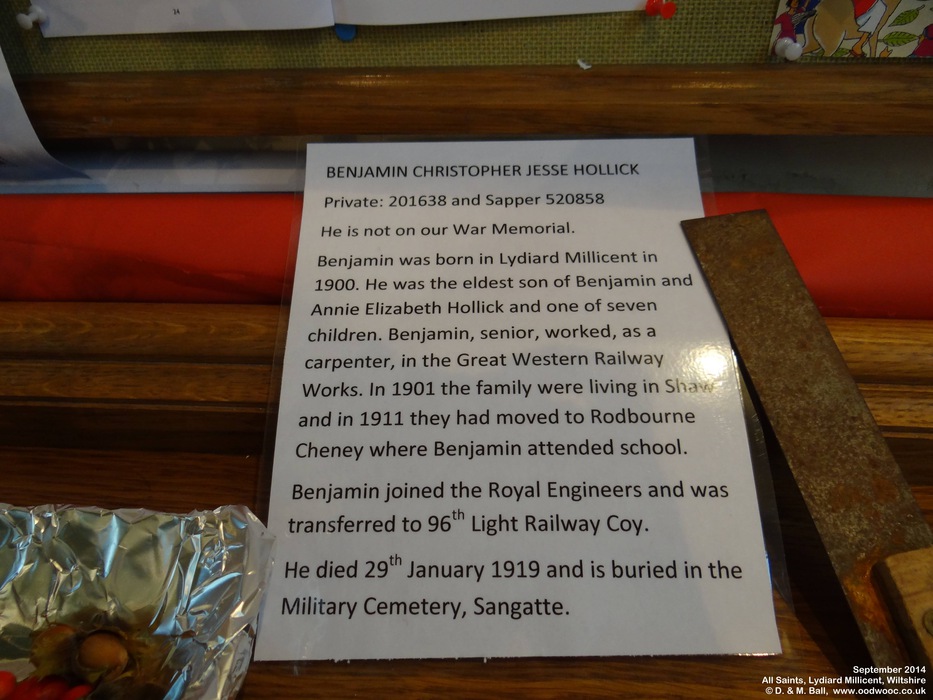 14
BENJAMIN CHRISTOPHER JESSE HOLLICK
Private: 201638 and Sapper 520858
He is not on our War Memorial.
Benjamin was born in Lydiard Millicent in
1900. He was the eldest son of Benjamin and
Annie Elizabeth Hollick and one of seven
children. Benjamin, senior, worked, as a
carpenter, in the Great Western Railway
Works. In 1901 the family were living in Shaw
and in 1911 they had moved to Rodbourne
Cheney where Benjamin attended school.
Benjamin joined the Royal Engineers and was
transferred to 96th Light Railway Coy.
He died 29th January 1919 and is buried in the
Military Cemetery, Sangatte.
September 2014
All Saints, Lydiard Millicent, Wiltshire
© D. & M. Ball, www.oodwooc.co.uk